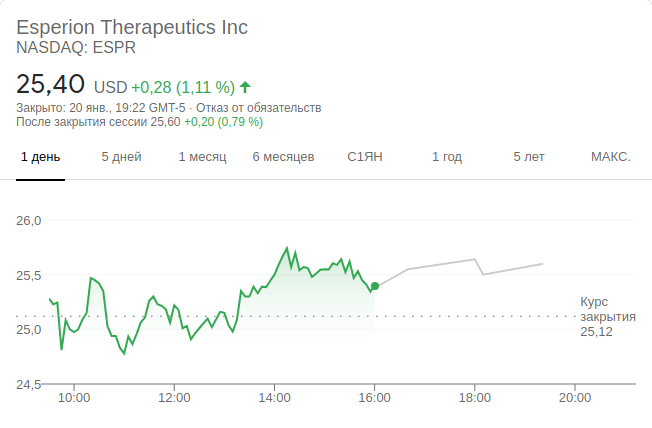 Esperion Therapeutics Inc
NASDAQ: ESPR
25,40 USD +0,28 (1,11 %)
Закрыто: 20 янв., 19:22 GMT-5 · Отказ от обязательств
После закрытия сессии 25,60 +0,20 (0,79 %)
1 день 5 дней 1 месяц 6 месяцев С1ЯН 1 год 5 лет МАКС.
26,0
25,5
25,0
24,5
Курс
закрытия
25,12
10:00 12:00 14:00 16:00 18:00 20:00